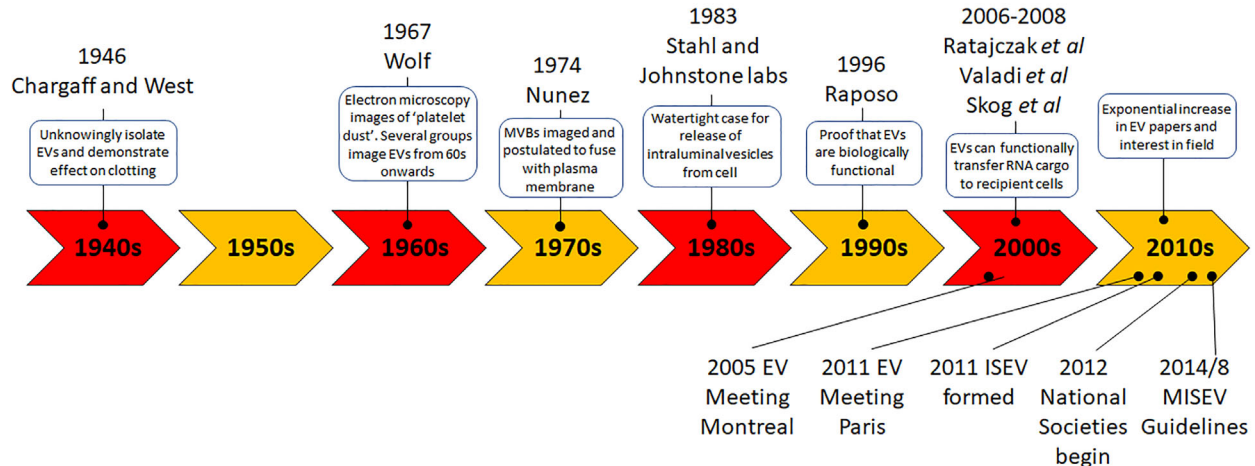 1946
Chargaff and West
Unknowingly isolate
EVs and demonstrate
effect on clotting
1967
Wolf
Electron microscopy
images of ‘platelet
dust’. Several groups
image EVs from 60s
onwards
1974
Nunez
MVBs imaged and
postulated to fuse
with plasma
membrane
1983
Stahl and
Johnstone labs
Watertight case for
release of
intraluminal vesicles
from cell
1996
Raposo
Proof that EVs
are biologically
functional
2006-2008
Ratajczak et al
Valadi et al
Skog et al
EVs can functionally
transfer RNA cargo
to recipient cells
Exponential increase
in EV papers and
interest in field
1940s
1950s
1960s
1970s
1980s
1990s
2000s
2010s
2005 EV
Meeting
Montreal
2011 EV
Meeting
Paris
2011 ISEV
formed
2012
National
Societies
begin
2014/8
MISEV
Guidelines